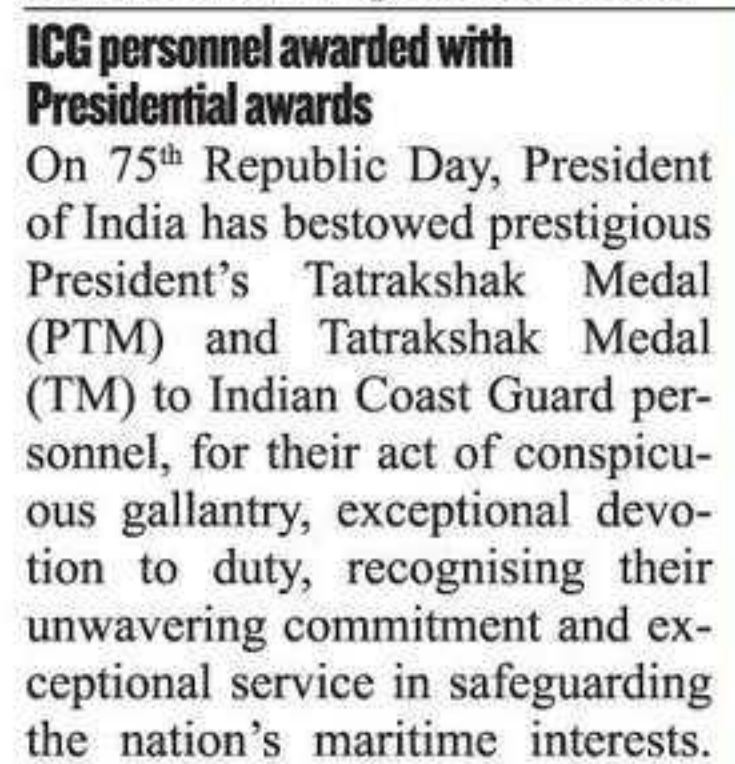 ICG personnel awarded with
Presidential awards
On 75th Republic Day, President
of India has bestowed prestigious
President's Tatrakshak Medal
(PTM) and Tatrakshak Medal
(TM) to Indian Coast Guard per-
sonnel, for their act of conspicu-
ous gallantry, exceptional devo-
tion to duty, recognising their
unwavering commitment and ex-
ceptional service in safeguarding
the nation's maritime interests.